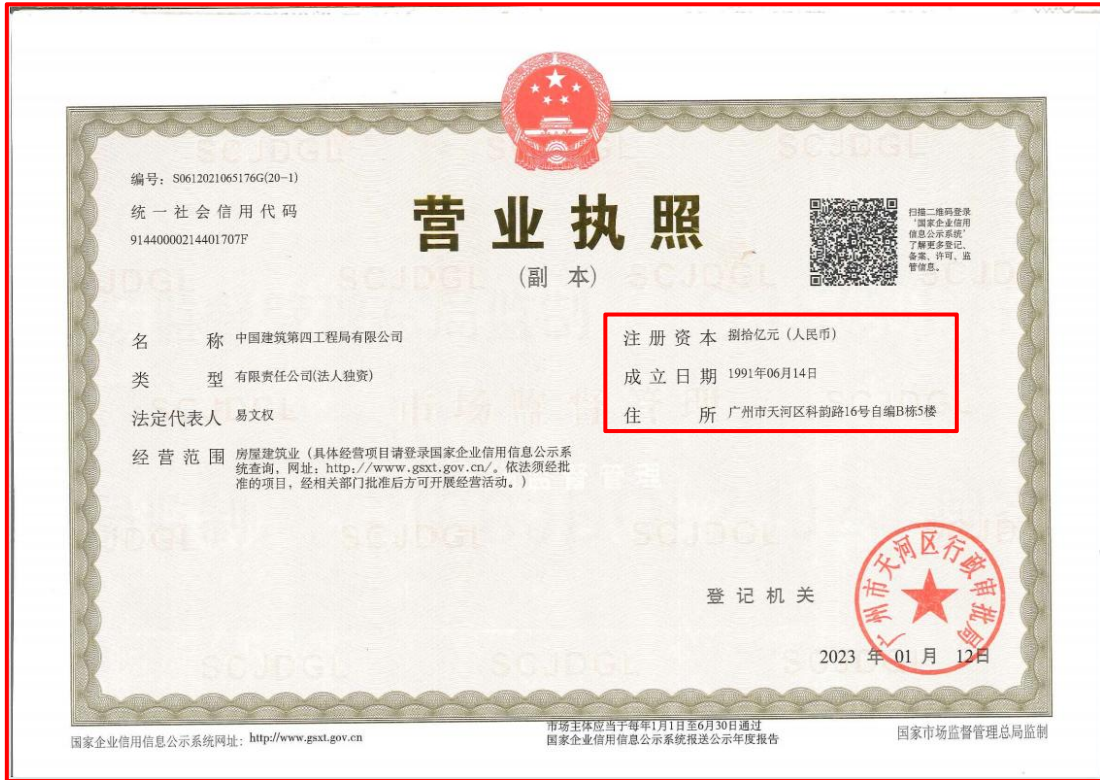 编号：S0612021065176G(20-1)
统一社会信用代码
91440000214401707F
营业执照
（副 本）
扫描二维码登录
‘国家企业信用
信息公示系统’
了解更多登记、
备案、许可、监
管信息。
名 称 中国建筑第四工程局有限公司
类 型 有限责任公司(法人独资)
法定代表人 易文权
经营范围 房屋建筑业（具体经营项目请登录国家企业信用信息公示系
统查询，网址：http://www.gsxt.gov.cn/。依法须经批
准的项目，经相关部门批准后方可开展经营活动。）
注册资本 捌拾亿元（人民币）
成立日期 1991年06月14日
住 所 广州市天河区科韵路16号自编B栋5楼
登记机关
广州市天河区行政审批局
2023 年 01 月 12日
国家企业信用信息公示系统网址：http://www.gsxt.gov.cn
市场主体应当于每年1月1日至6月30日通过
国家企业信用信息公示系统报送公示年度报告
国家市场监督管理总局监制
SCJDGL